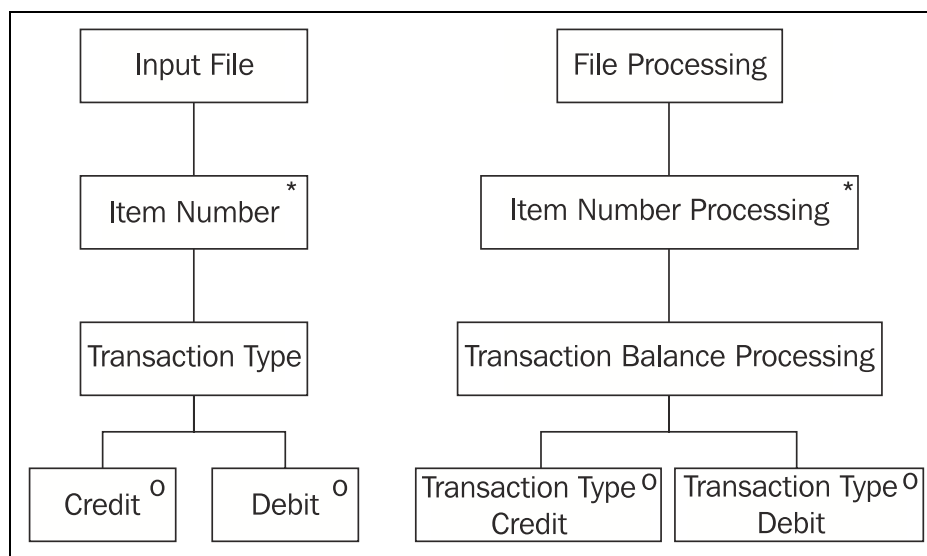 Input File
File Processing
Item Number *
Item Number Processing *
Transaction Type
Transaction Balance Processing
Credit o
Debit o
Transaction Type o
Credit
Transaction Type o
Debit